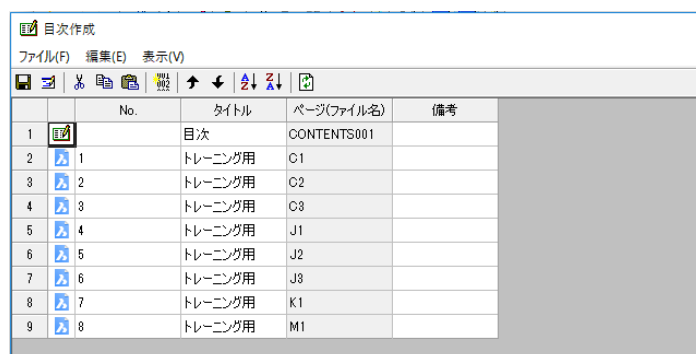 目次作成
ファイル(F) 編集(E) 表示(V)
No. タイトル ページ(ファイル名) 備考
1 目次 CONTENTS001
2 1 トレーニング用 C1
3 2 トレーニング用 C2
4 3 トレーニング用 C3
5 4 トレーニング用 J1
6 5 トレーニング用 J2
7 6 トレーニング用 J3
8 7 トレーニング用 K1
9 8 トレーニング用 M1